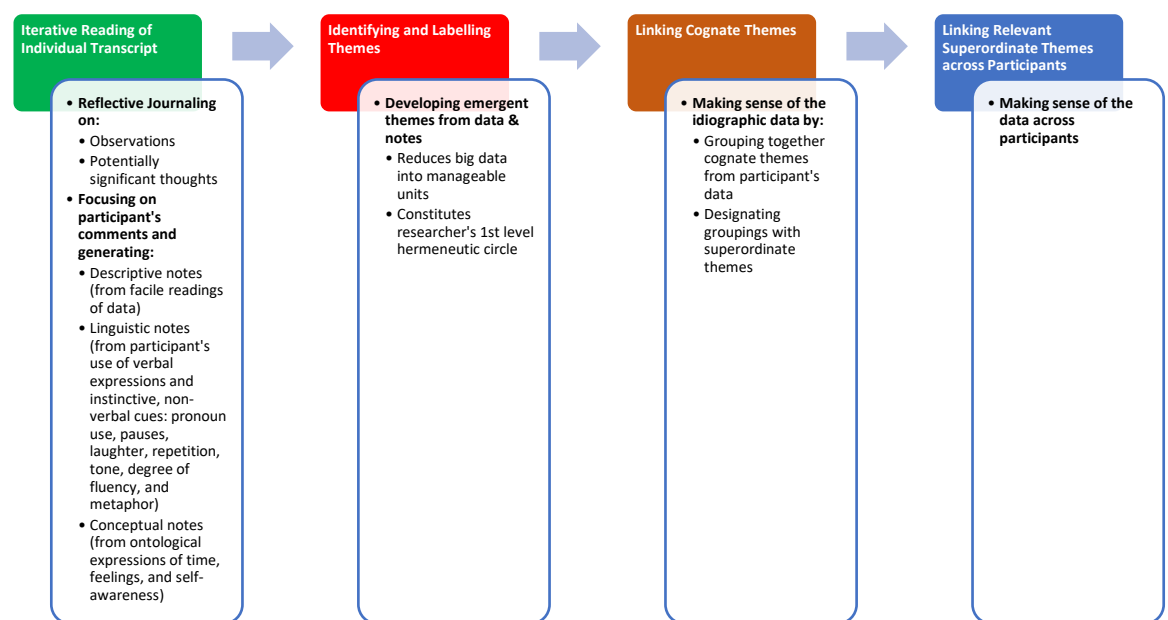 Iterative Reading of
Individual Transcript
• Reflective Journaling
on:
• Observations
• Potentially
significant thoughts
• Focusing on
participant's
comments and
generating:
• Descriptive notes
(from facile readings
of data)
• Linguistic notes
(from participant's
use of verbal
expressions and
instinctive, non-
verbal cues: pronoun
use, pauses,
laughter, repetition,
tone, degree of
fluency, and
metaphor)
• Conceptual notes
(from ontological
expressions of time,
feelings, and self-
awareness)
Identifying and Labelling
Themes
• Developing emergent
themes from data &
notes
• Reduces big data
into manageable
units
• Constitutes
researcher's 1st level
hermeneutic circle
Linking Cognate Themes
• Making sense of the
idiographic data by:
• Grouping together
cognate themes
from participant's
data
• Designating
groupings with
superordinate
themes
Linking Relevant
Superordinate Themes
across Participants
• Making sense of the
data across
participants